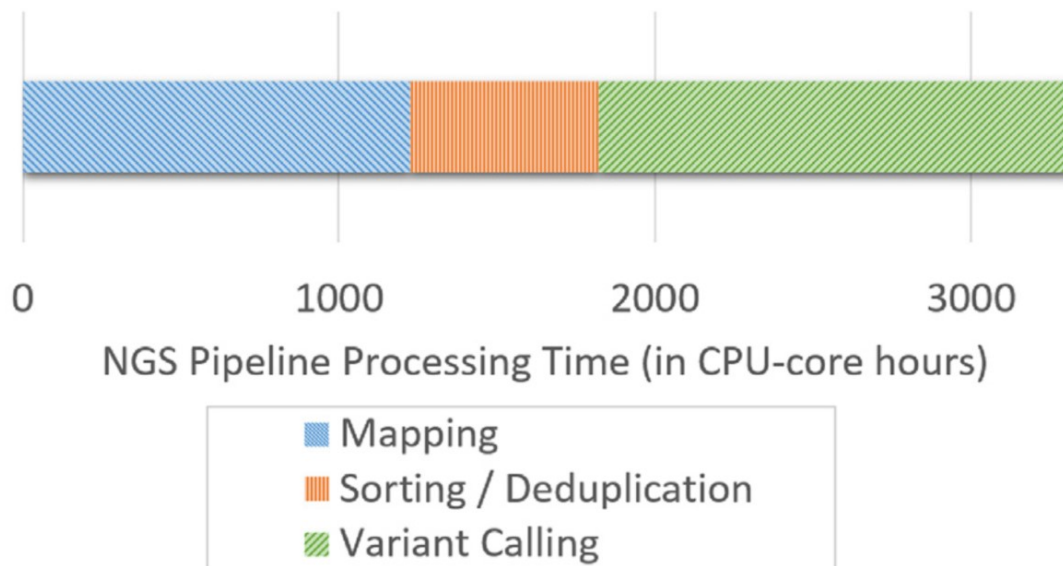 0 1000 2000 3000
NGS Pipeline Processing Time (in CPU-core hours)
Mapping
Sorting / Deduplication
Variant Calling